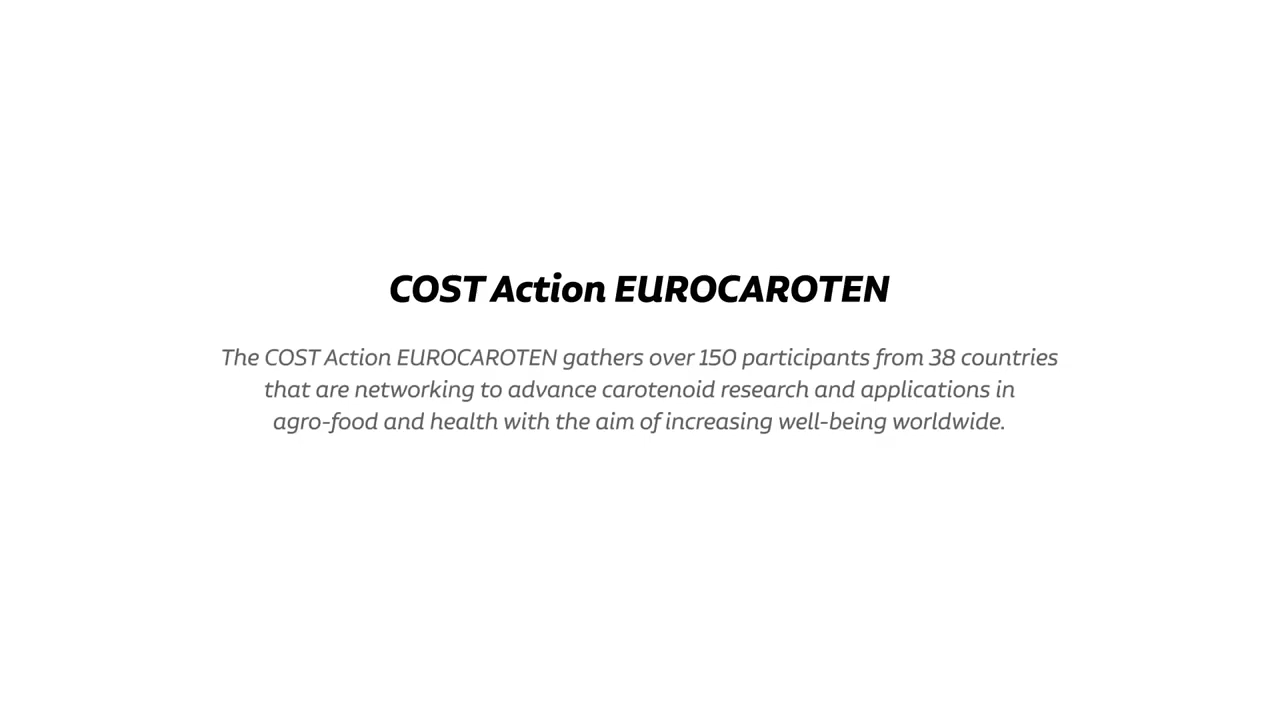 COST Action EUROCAROTEN
The COST Action EUROCAROTEN gathers over 150 participants from 38 countries
that are networking to advance carotenoid research and applications in
agro-food and health with the aim of increasing well-being worldwide.